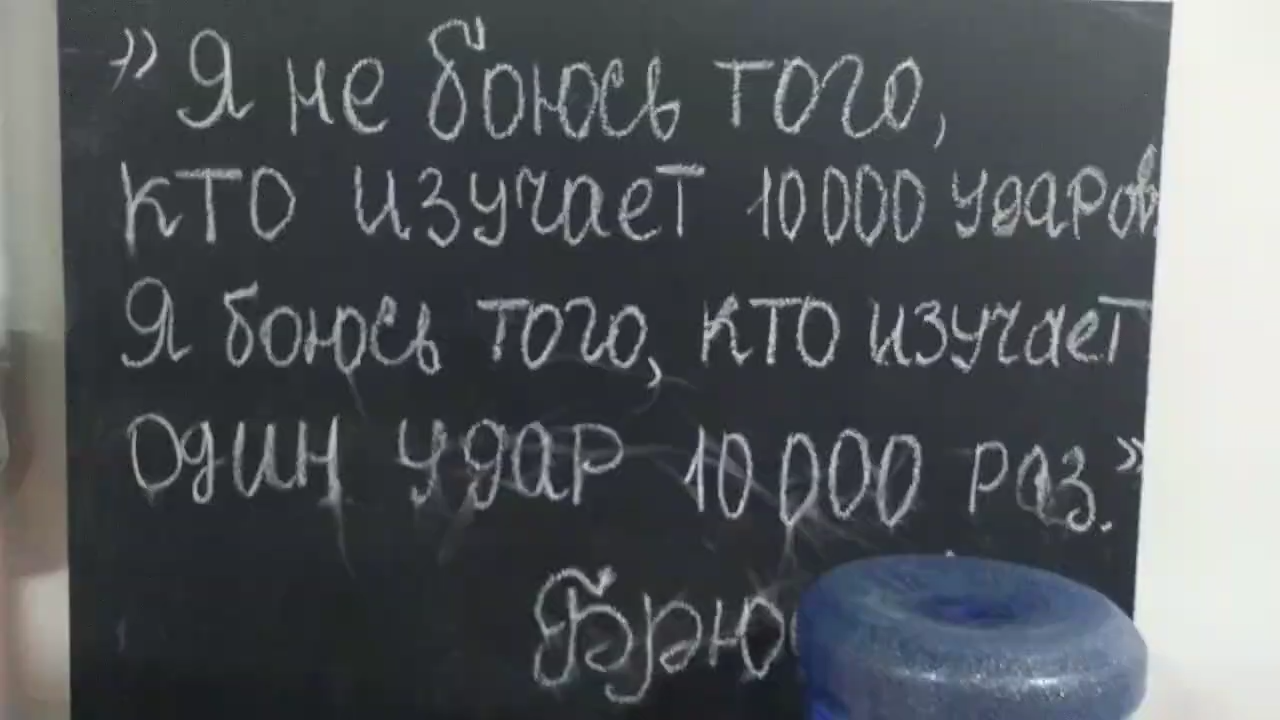 "Я не боюсь того,
кто изучает 10 000 ударов.
Я боюсь того, кто изучает
один удар 10 000 раз."